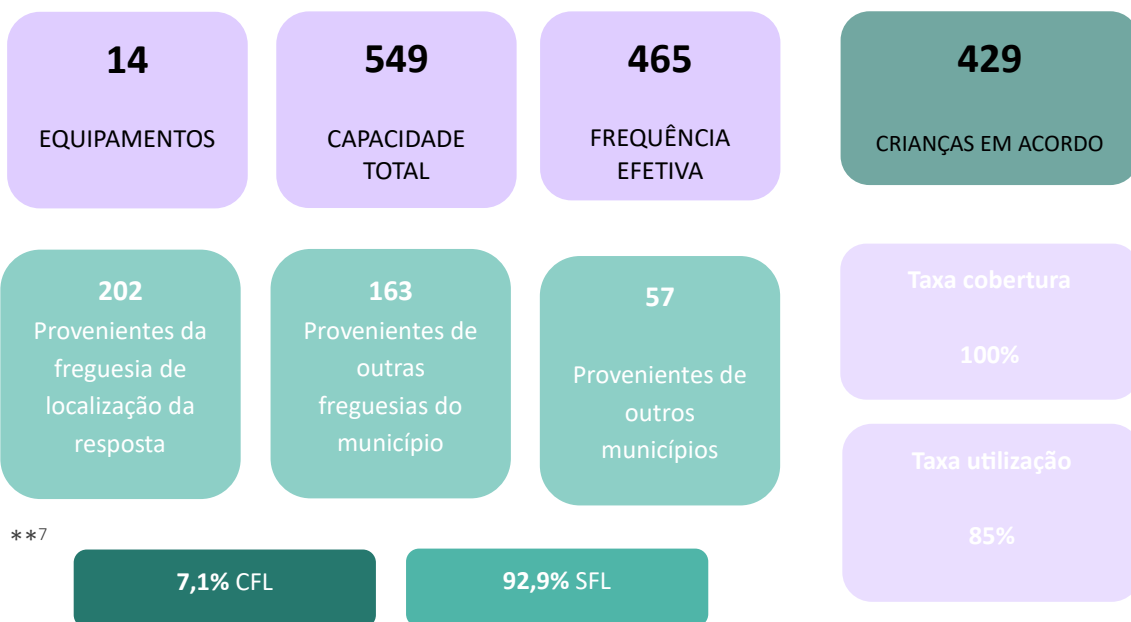 14
EQUIPAMENTOS
549
CAPACIDADE
TOTAL
465
FREQUÊNCIA
EFETIVA
429
CRIANÇAS EM ACORDO
202
Provenientes da
freguesia de
localização da
resposta
163
Provenientes de
outras
freguesias do
município
57
Provenientes de
outros
municípios
Taxa cobertura
100%
Taxa utilização
85%
**7
7,1% CFL
92,9% SFL